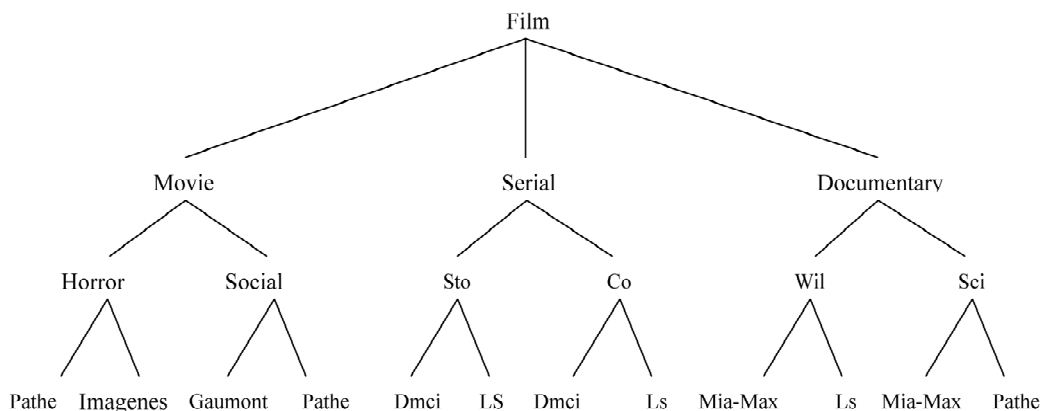 Film
Movie Serial Documentary
Horror Social Sto Co Wil Sci
Pathe Imagenes Gaumont Pathe Dmci LS Dmci Ls Mia-Max Ls Mia-Max Pathe